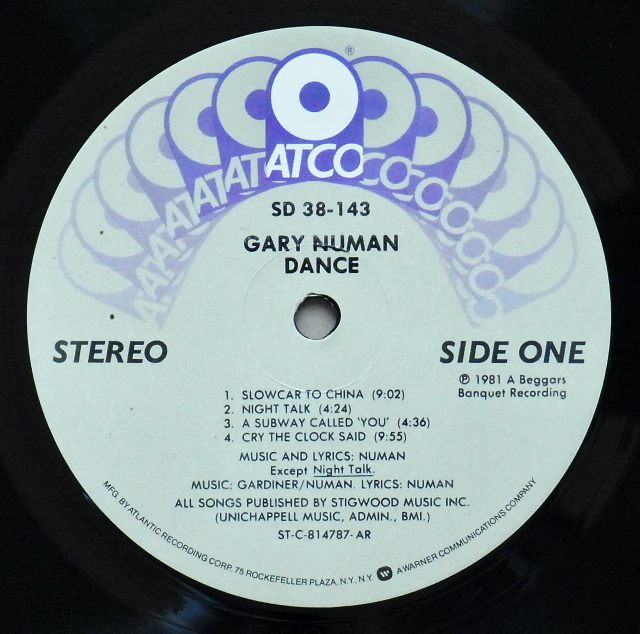 ®
ATATATATATATCOCOCOCOCOCO
SD 38-143
GARY NUMAN
DANCE
STEREO
SIDE ONE
℗ 1981 A Beggars
Banquet Recording
1. SLOWCAR TO CHINA (9:02)
2. NIGHT TALK (4:24)
3. A SUBWAY CALLED 'YOU' (4:36)
4. CRY THE CLOCK SAID (9:55)
MUSIC AND LYRICS: NUMAN
Except Night Talk.
MUSIC: GARDINER/NUMAN. LYRICS: NUMAN
ALL SONGS PUBLISHED BY STIGWOOD MUSIC INC.
(UNICHAPPELL MUSIC, ADMIN., BMI.)
ST-C-814787-AR
MFG. BY ATLANTIC RECORDING CORP. 75 ROCKEFELLER PLAZA, N.Y. N.Y. W A WARNER COMMUNICATIONS COMPANY